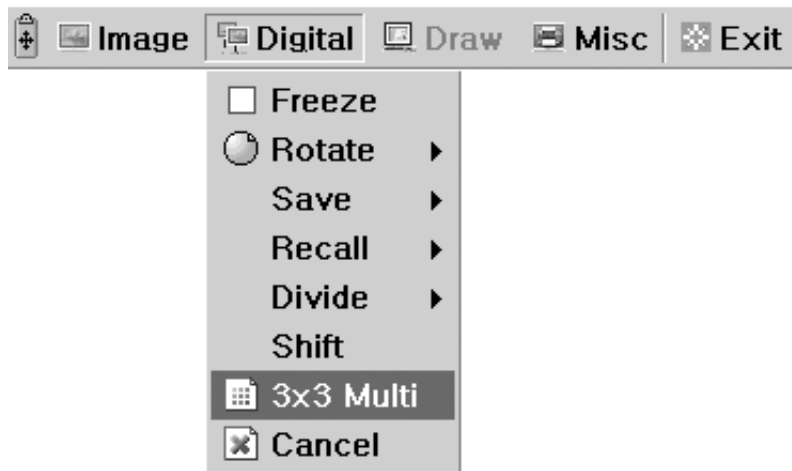 Image Digital Draw Misc Exit
Freeze
Rotate
Save
Recall
Divide
Shift
3x3 Multi
Cancel